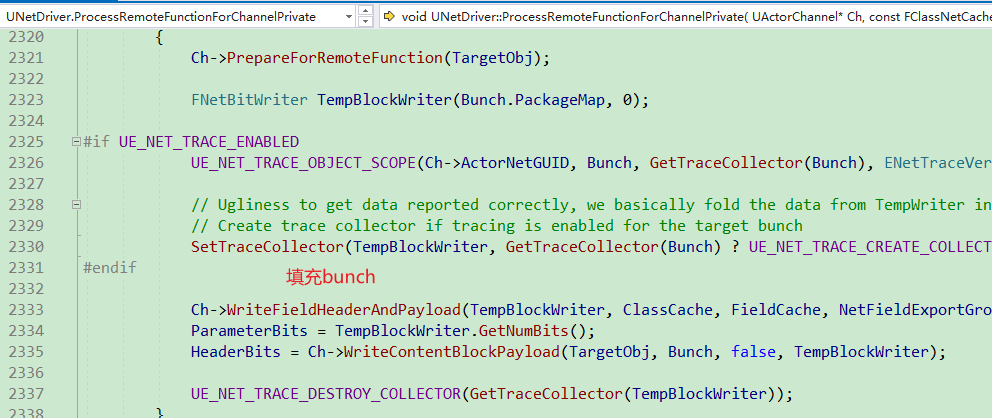 UNetDriver.ProcessRemoteFunctionForChannelPrivate void UNetDriver::ProcessRemoteFunctionForChannelPrivate( UActorChannel* Ch, const FClassNetCache
2320 {
2321 Ch->PrepareForRemoteFunction(TargetObj);
2322
2323 FNetBitWriter TempBlockWriter(Bunch.PackageMap, 0);
2324
2325 #if UE_NET_TRACE_ENABLED
2326 UE_NET_TRACE_OBJECT_SCOPE(Ch->ActorNetGUID, Bunch, GetTraceCollector(Bunch), ENetTraceVer
2327
2328 // Ugliness to get data reported correctly, we basically fold the data from TempWriter in
2329 // Create trace collector if tracing is enabled for the target bunch
2330 SetTraceCollector(TempBlockWriter, GetTraceCollector(Bunch) ? UE_NET_TRACE_CREATE_COLLECT
2331 #endif
填充bunch
2332
2333 Ch->WriteFieldHeaderAndPayload(TempBlockWriter, ClassCache, FieldCache, NetFieldExportGro
2334 ParameterBits = TempBlockWriter.GetNumBits();
2335 HeaderBits = Ch->WriteContentBlockPayload(TargetObj, Bunch, false, TempBlockWriter);
2336
2337 UE_NET_TRACE_DESTROY_COLLECTOR(GetTraceCollector(TempBlockWriter));
2338 }